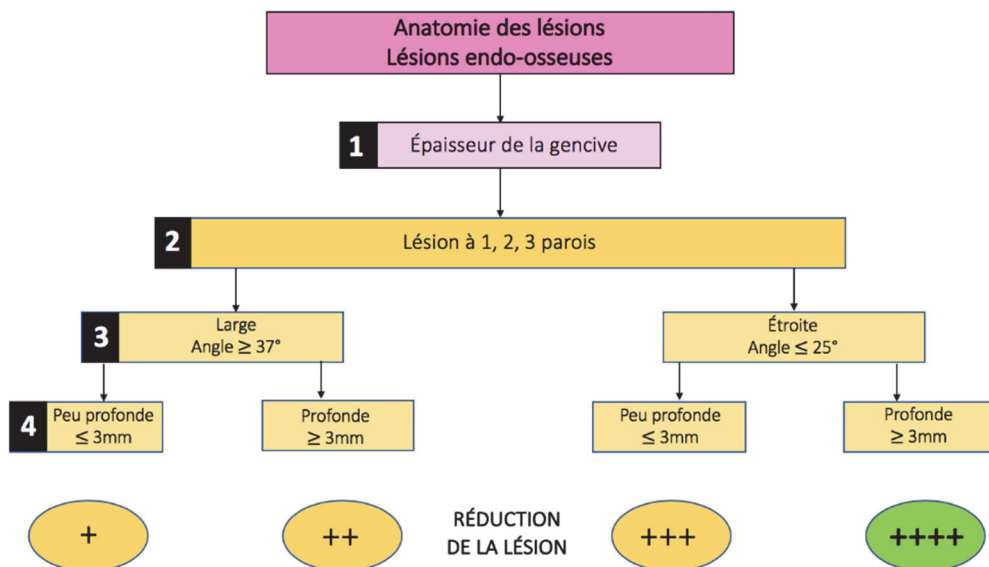 Anatomie des lésions
Lésions endo-osseuses
1 Épaisseur de la gencive
2 Lésion à 1, 2, 3 parois
3 Large
Angle ≥ 37°
Étroite
Angle ≤ 25°
4 Peu profonde
≤ 3mm
Profonde
≥ 3mm
Peu profonde
≤ 3mm
Profonde
≥ 3mm
+
++
RÉDUCTION
DE LA LÉSION
+++
++++